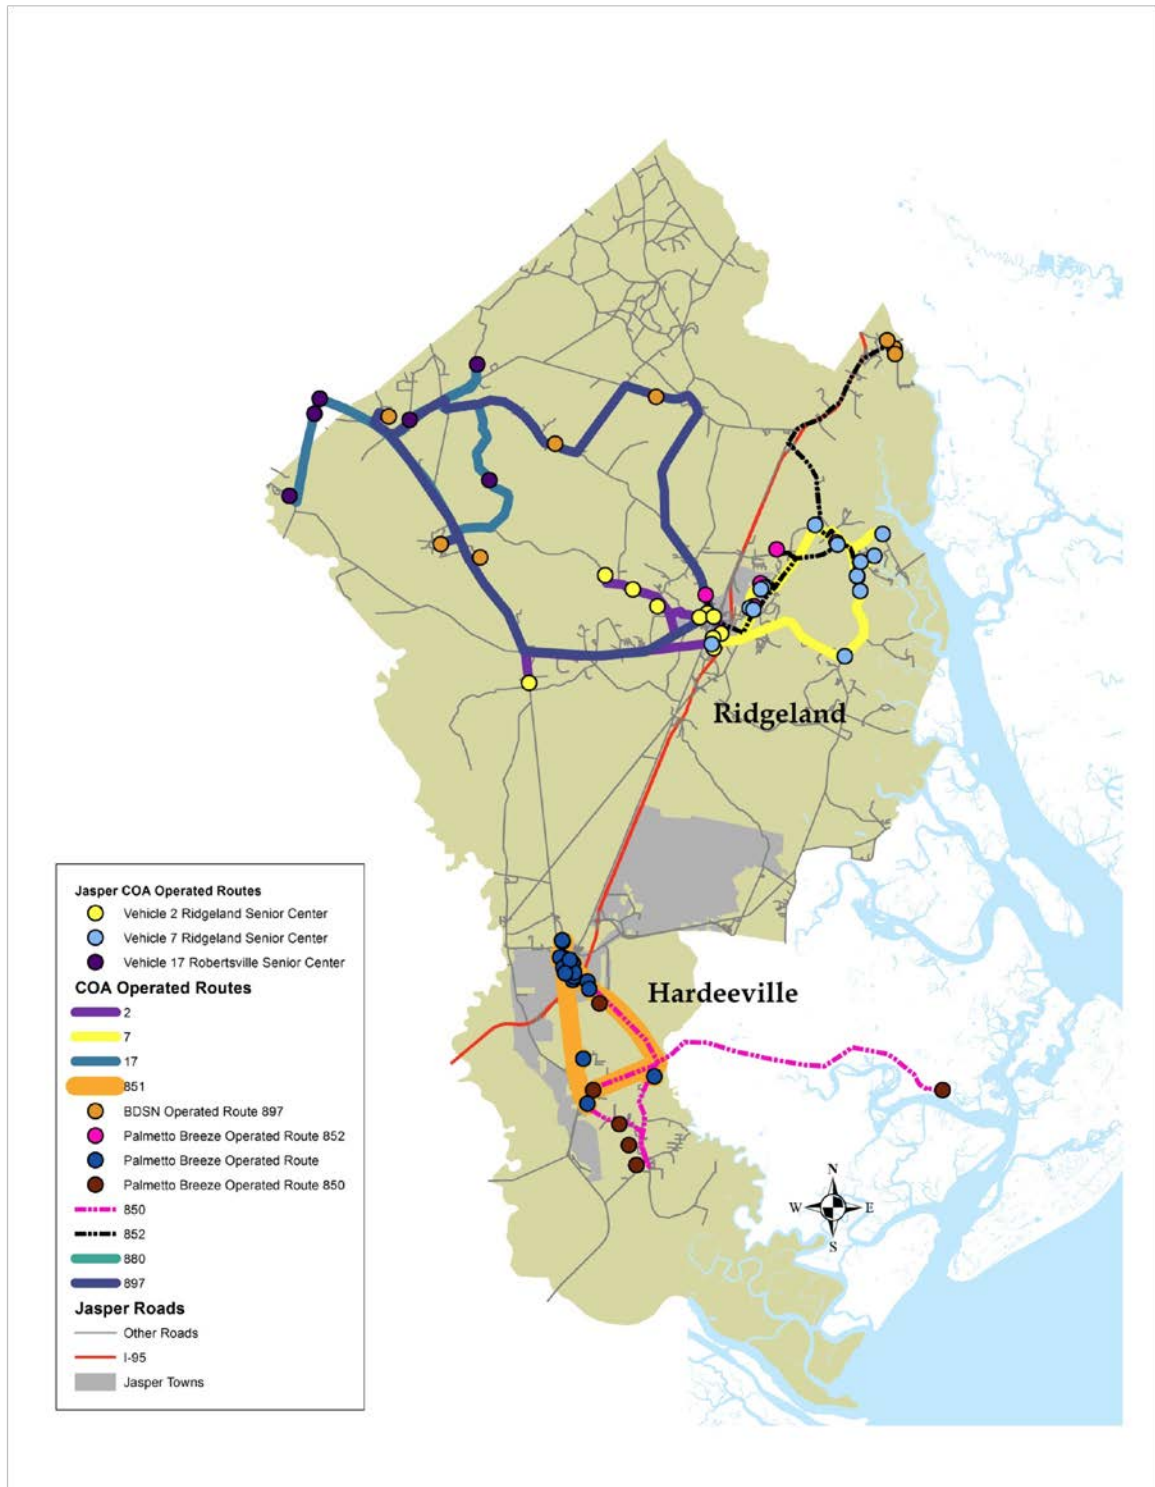 Ridgeland
Hardeeville
N
W E
S
Jasper COA Operated Routes
Vehicle 2 Ridgeland Senior Center
Vehicle 7 Ridgeland Senior Center
Vehicle 17 Robertsville Senior Center
COA Operated Routes
2
7
17
851
BDSN Operated Route 897
Palmetto Breeze Operated Route 852
Palmetto Breeze Operated Route
Palmetto Breeze Operated Route 850
850
852
880
897
Jasper Roads
Other Roads
I-95
Jasper Towns